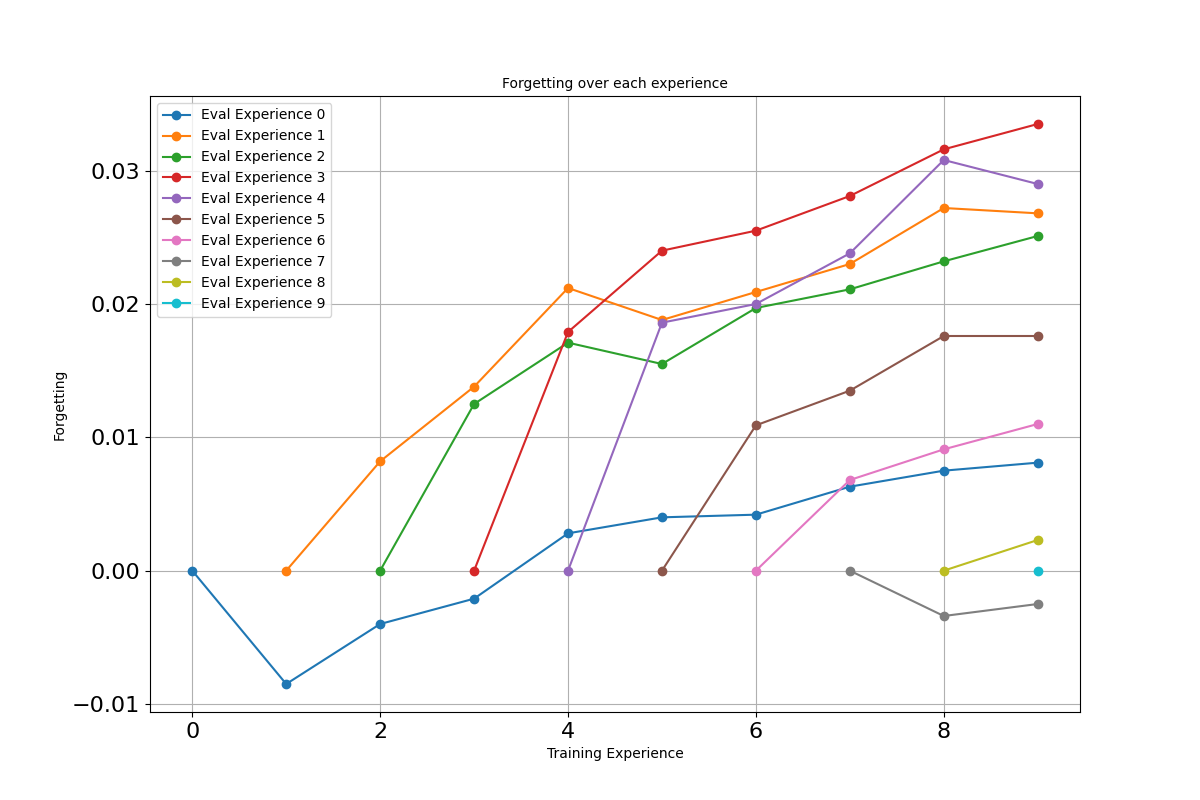 Forgetting over each experience
Eval Experience 0
Eval Experience 1
Eval Experience 2
Eval Experience 3
Eval Experience 4
Eval Experience 5
Eval Experience 6
Eval Experience 7
Eval Experience 8
Eval Experience 9
0.03
0.02
0.01
0.00
−0.01
Forgetting
0 2 4 6 8
Training Experience